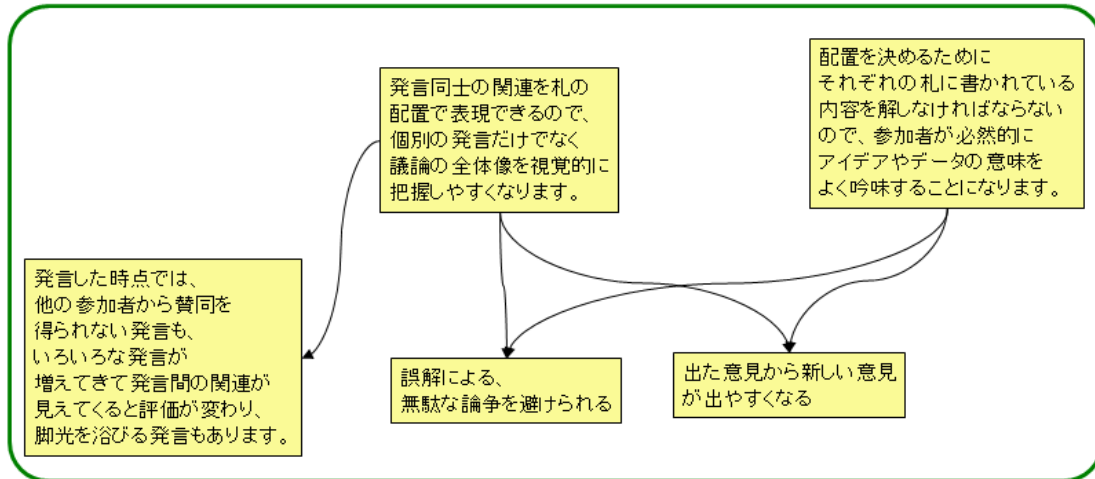 発言同士の関連を札の
配置で表現できるので、
個別の発言だけでなく
議論の全体像を視覚的に
把握しやすくなります。
配置を決めるために
それぞれの札に書かれている
内容を解しなければならない
ので、参加者が必然的に
アイデアやデータの意味を
よく吟味することになります。
発言した時点では、
他の参加者から賛同を
得られない発言も、
いろいろな発言が
増えてきて発言間の関連が
見えてくると評価が変わり、
脚光を浴びる発言もあります。
誤解による、
無駄な論争を避けられる
出た意見から新しい意見
が出やすくなる